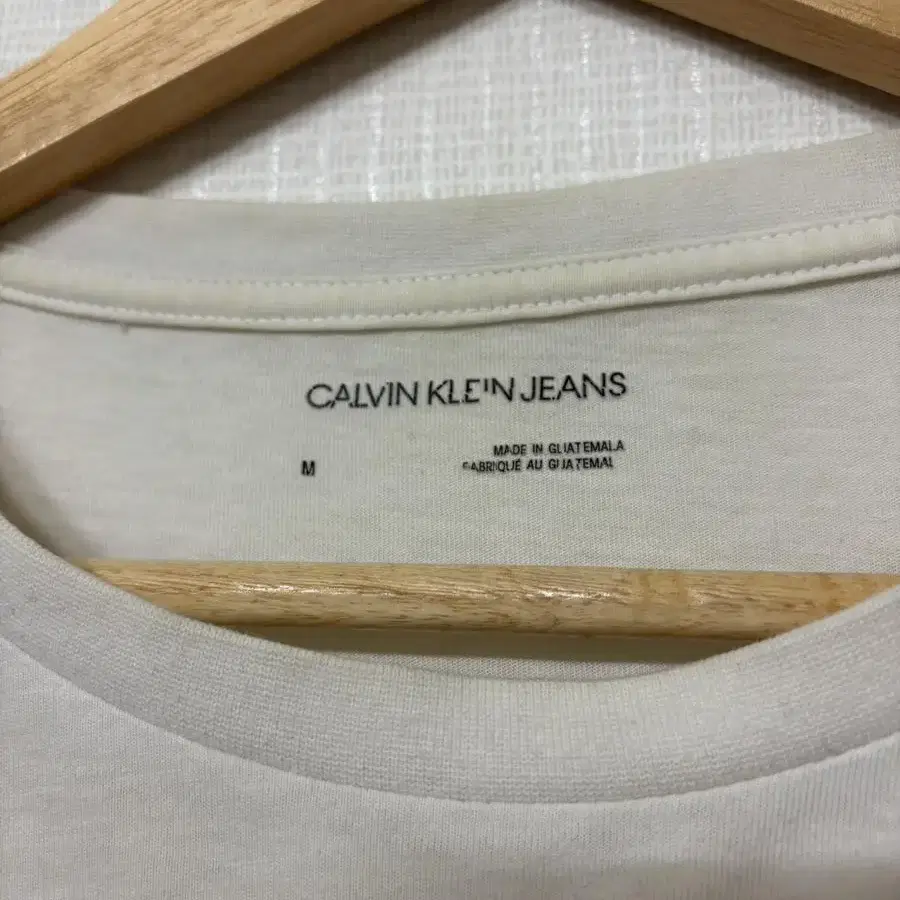 CALVIN KLEIN JEANS
M
MADE IN GUATEMALA
FABRIQUÉ AU GUATEMAL